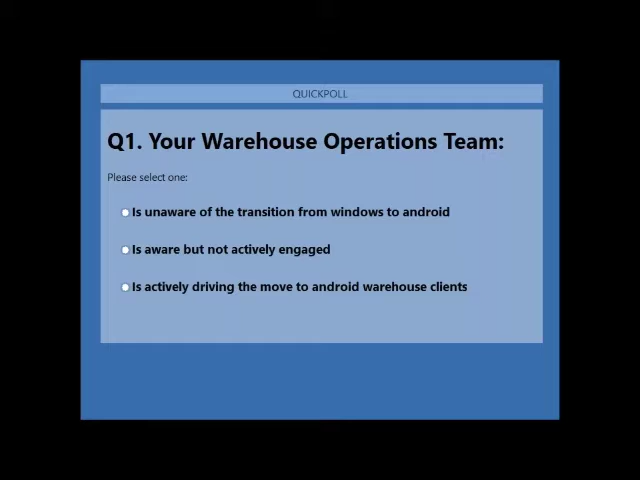 QUICKPOLL
Q1. Your Warehouse Operations Team:
Please select one:
Is unaware of the transition from windows to android
Is aware but not actively engaged
Is actively driving the move to android warehouse clients